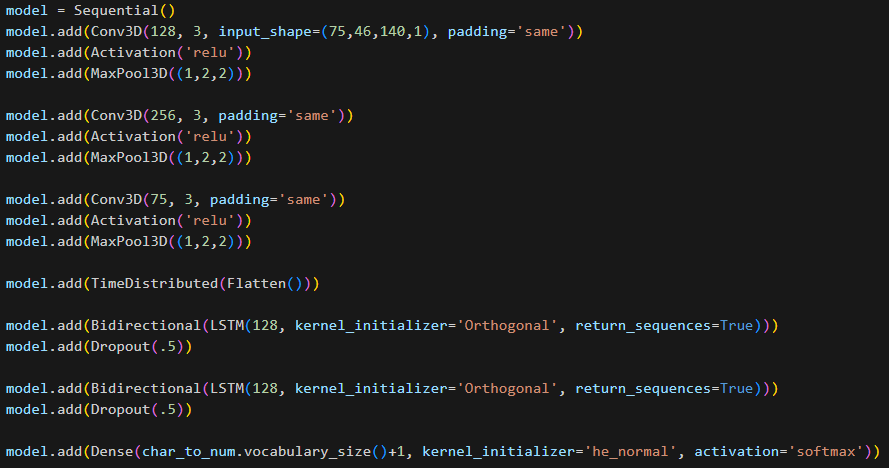 model = Sequential()
model.add(Conv3D(128, 3, input_shape=(75,46,140,1), padding='same'))
model.add(Activation('relu'))
model.add(MaxPool3D((1,2,2)))

model.add(Conv3D(256, 3, padding='same'))
model.add(Activation('relu'))
model.add(MaxPool3D((1,2,2)))

model.add(Conv3D(75, 3, padding='same'))
model.add(Activation('relu'))
model.add(MaxPool3D((1,2,2)))

model.add(TimeDistributed(Flatten()))

model.add(Bidirectional(LSTM(128, kernel_initializer='Orthogonal', return_sequences=True)))
model.add(Dropout(.5))

model.add(Bidirectional(LSTM(128, kernel_initializer='Orthogonal', return_sequences=True)))
model.add(Dropout(.5))

model.add(Dense(char_to_num.vocabulary_size()+1, kernel_initializer='he_normal', activation='softmax'))